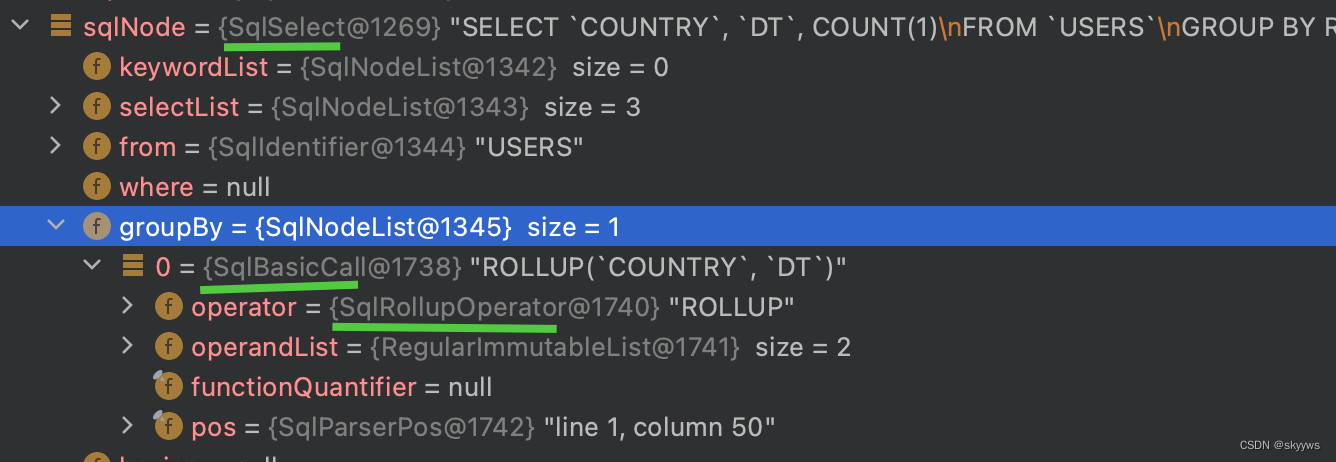 sqlNode = {SqlSelect@1269} "SELECT `COUNTRY`, `DT`, COUNT(1)\nFROM `USERS`\nGROUP BY R
f keywordList = {SqlNodeList@1342} size = 0
f selectList = {SqlNodeList@1343} size = 3
f from = {SqlIdentifier@1344} "USERS"
f where = null
f groupBy = {SqlNodeList@1345} size = 1
0 = {SqlBasicCall@1738} "ROLLUP(`COUNTRY`, `DT`)"
f operator = {SqlRollupOperator@1740} "ROLLUP"
f operandList = {RegularImmutableList@1741} size = 2
f functionQuantifier = null
f pos = {SqlParserPos@1742} "line 1, column 50"
CSDN @skyyws